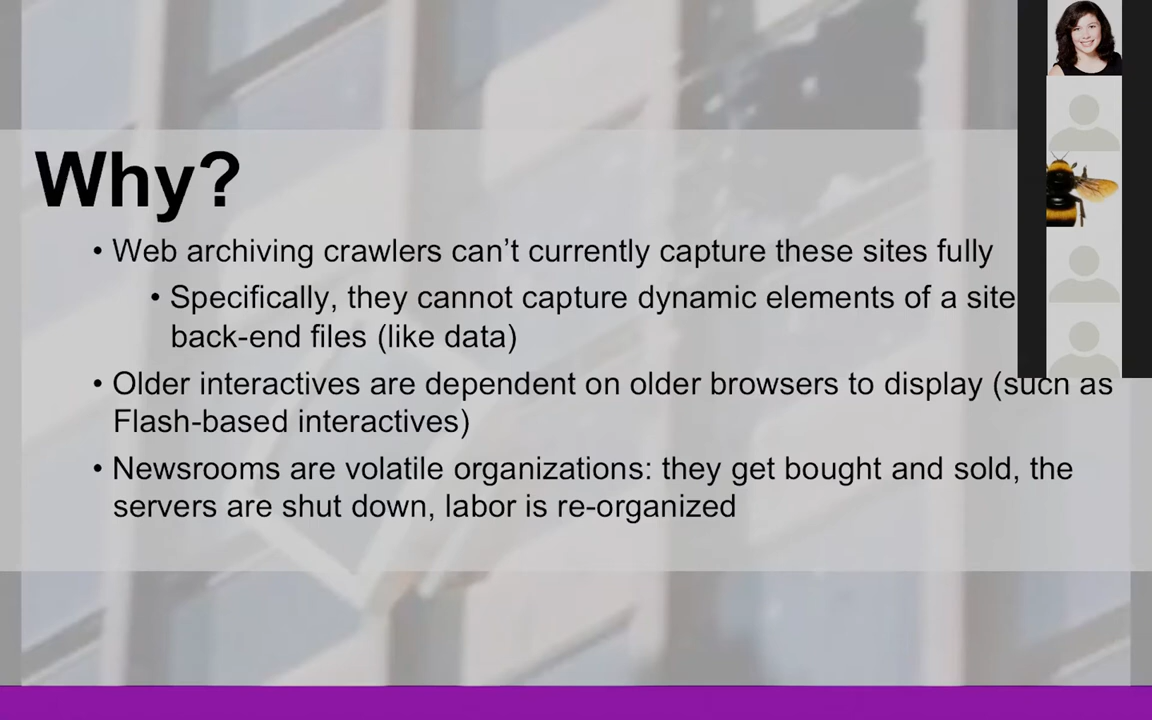 Why?
• Web archiving crawlers can’t currently capture these sites fully
• Specifically, they cannot capture dynamic elements of a site
back-end files (like data)
• Older interactives are dependent on older browsers to display (such as
Flash-based interactives)
• Newsrooms are volatile organizations: they get bought and sold, the
servers are shut down, labor is re-organized